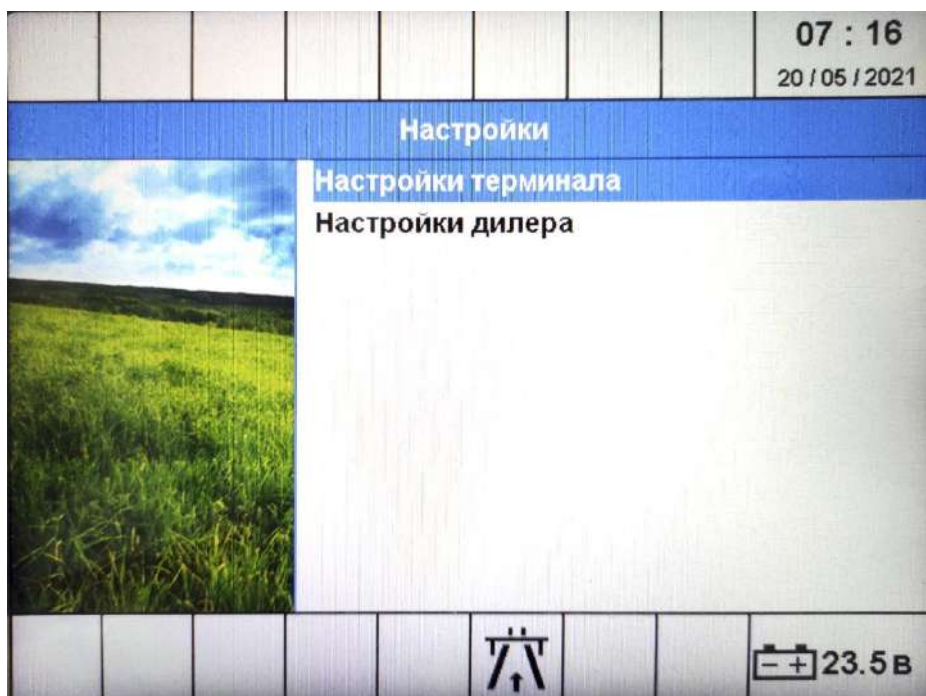 07 : 16
20 / 05 / 2021
Настройки
Настройки терминала
Настройки дилера
- + 23.5 В